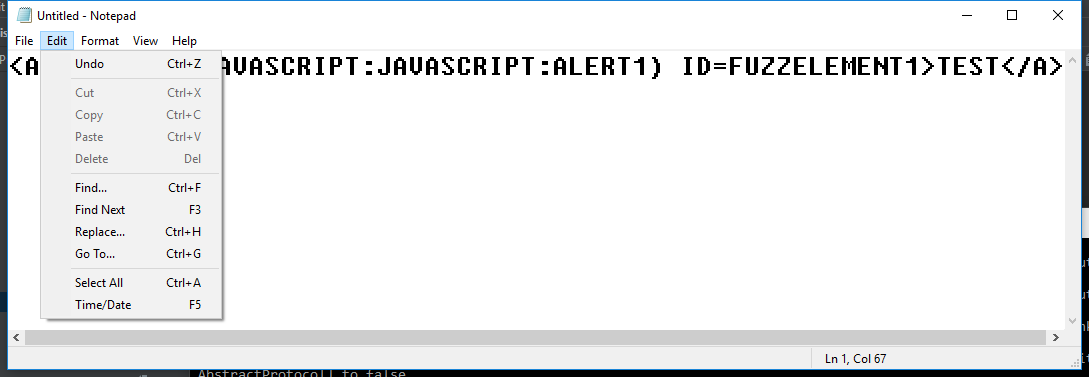 Untitled - Notepad
File Edit Format View Help
<A AVASCRIPT:JAVASCRIPT:ALERT1) ID=FUZZELEMENT1>TEST</A>
Undo Ctrl+Z
Cut Ctrl+X
Copy Ctrl+C
Paste Ctrl+V
Delete Del
Find... Ctrl+F
Find Next F3
Replace... Ctrl+H
Go To... Ctrl+G
Select All Ctrl+A
Time/Date F5
Ln 1, Col 67
AbstractProtocol] to false